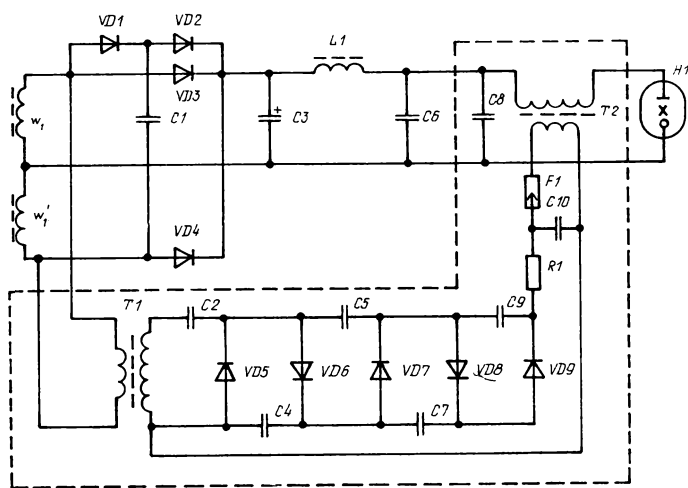 VD1 VD2
L1
H1
VD3
w₁ C1 C3 C6 C8 T2
w₁'
F1
C10
VD4
R1
T1 C2 C5 C9
VD5 VD6 VD7 VD8 VD9
C4 C7